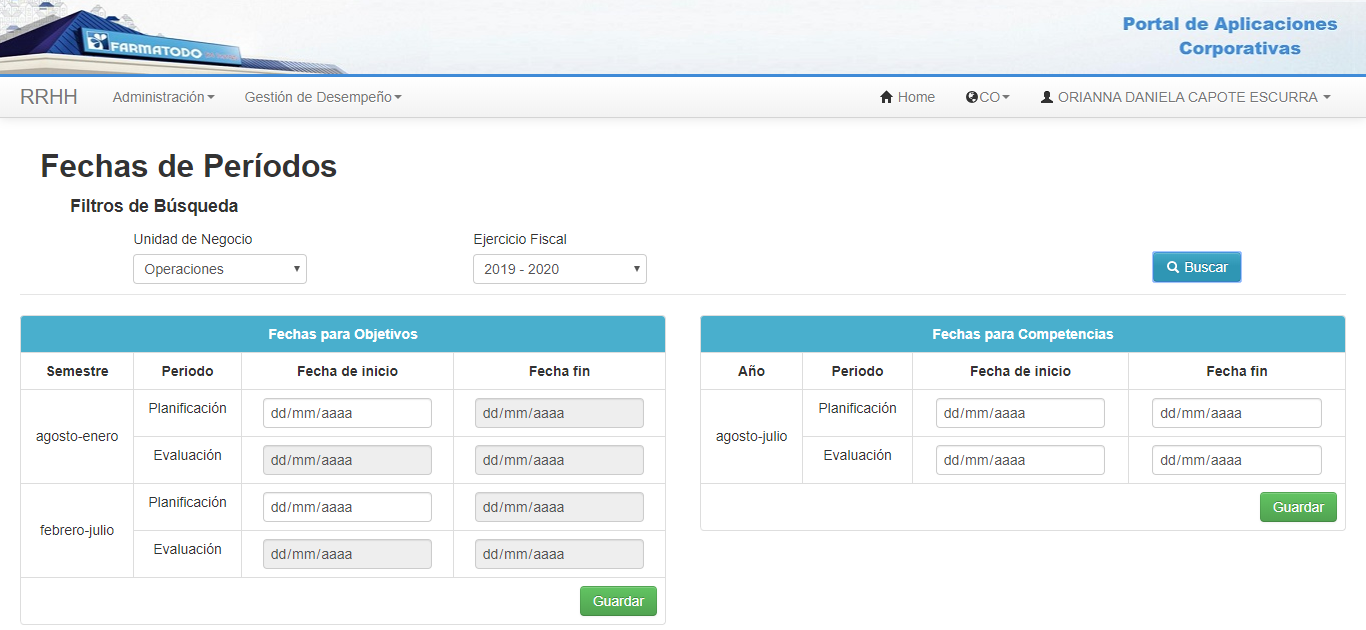 FARMATODO
Portal de Aplicaciones
Corporativas
RRHH Administración Gestión de Desempeño Home CO ORIANNA DANIELA CAPOTE ESCURRA
Fechas de Períodos
Filtros de Búsqueda
Unidad de Negocio Ejercicio Fiscal
Operaciones 2019 - 2020 Buscar
Fechas para Objetivos
Semestre Periodo Fecha de inicio Fecha fin
agosto-enero
Planificación dd/mm/aaaa dd/mm/aaaa
Evaluación dd/mm/aaaa dd/mm/aaaa
febrero-julio
Planificación dd/mm/aaaa dd/mm/aaaa
Evaluación dd/mm/aaaa dd/mm/aaaa
Guardar
Fechas para Competencias
Año Periodo Fecha de inicio Fecha fin
agosto-julio
Planificación dd/mm/aaaa dd/mm/aaaa
Evaluación dd/mm/aaaa dd/mm/aaaa
Guardar